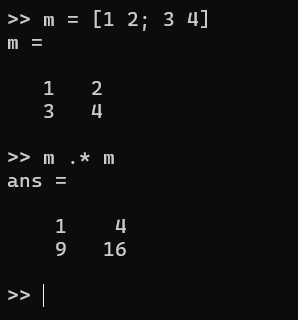 >> m = [1 2; 3 4]
m =
1 2
3 4
>> m .* m
ans =
1 4
9 16
>>